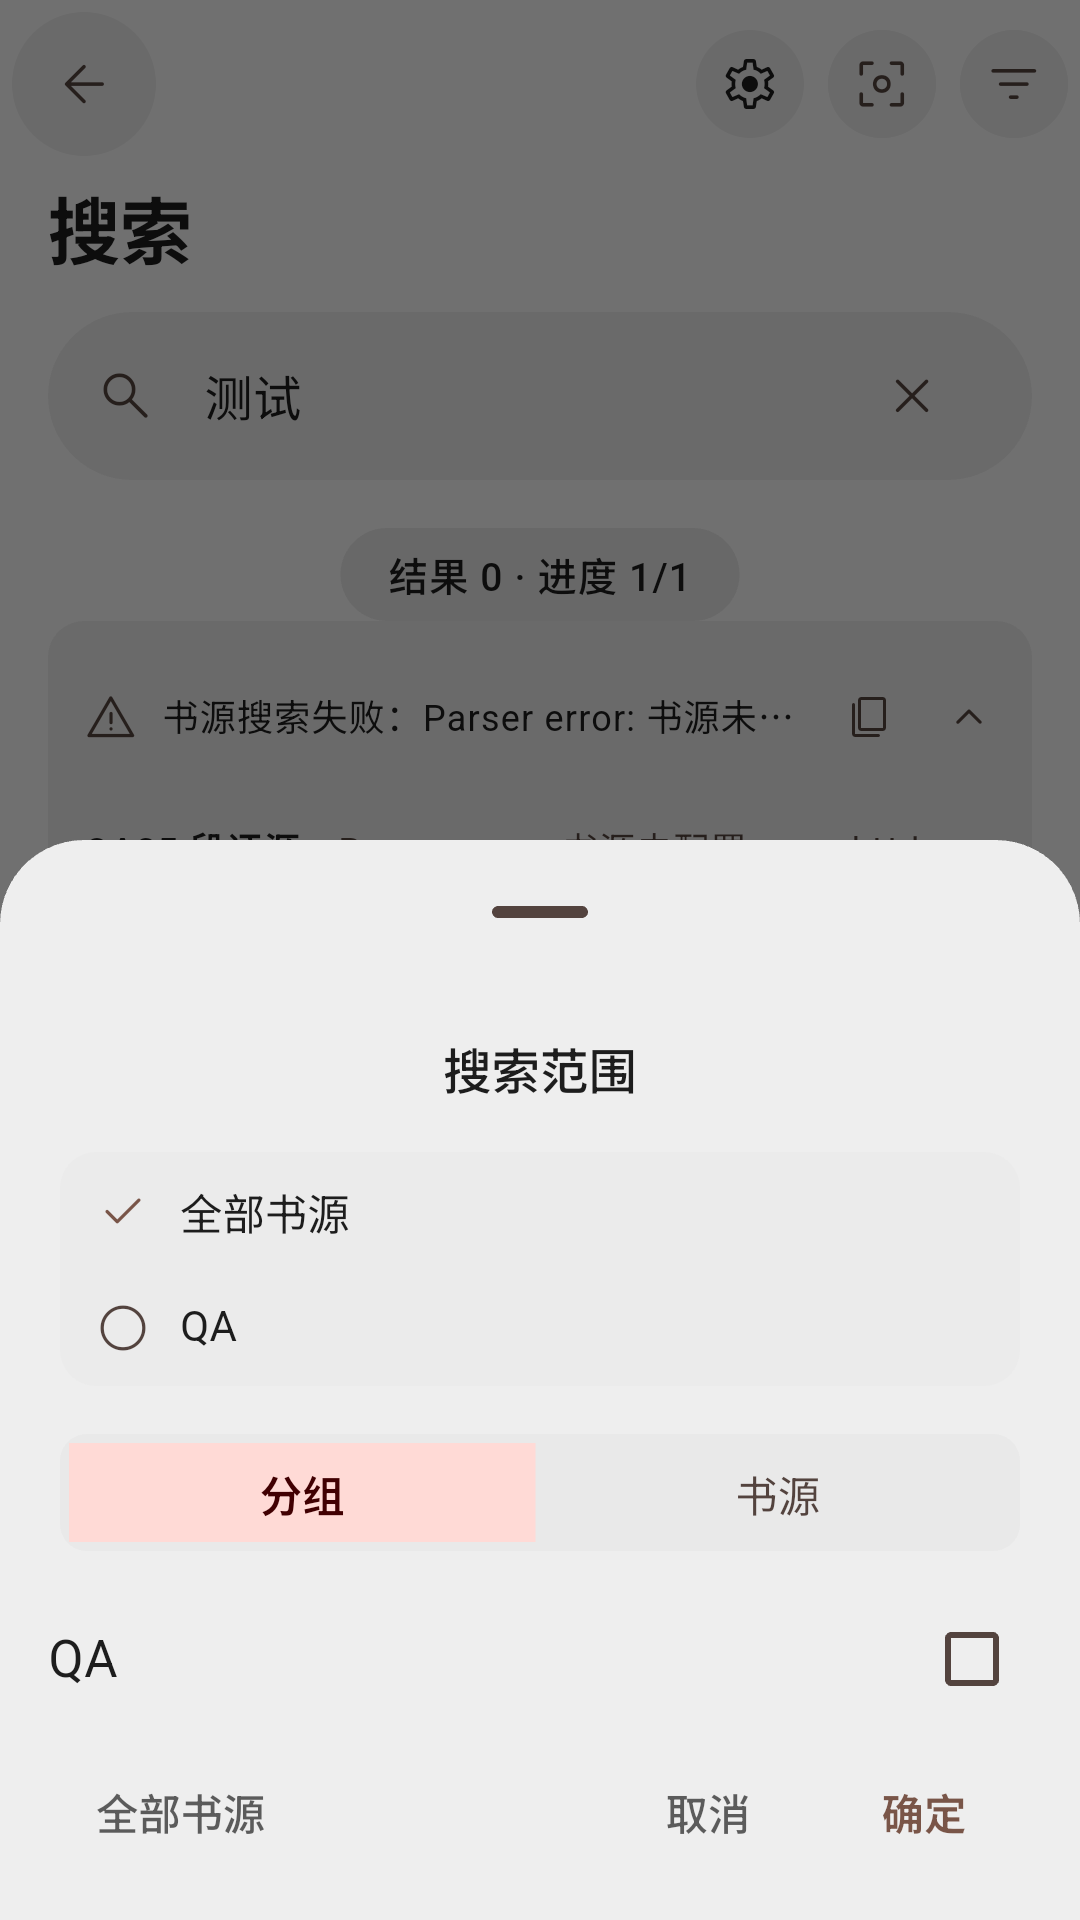 搜索
测试
结果 0 · 进度 1/1
书源搜索失败：Parser error: 书源未…
搜索范围
全部书源
QA
分组 书源
QA
全部书源 取消 确定